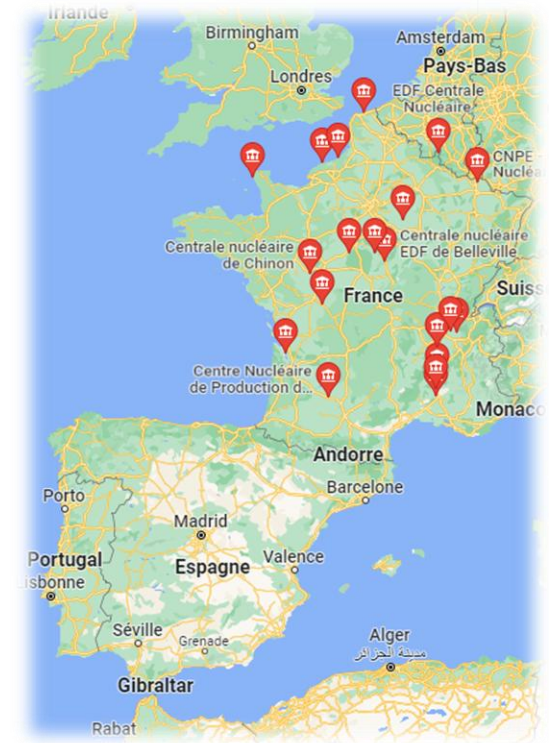 Irlande
Birmingham
Amsterdam
Pays-Bas
Londres
EDF Centrale
Nucléaire
CNPE -
Nucléa
Centrale nucléaire
de Chinon
Centrale nucléaire
EDF de Belleville
France
Suiss
Centre Nucléaire
de Production d...
Monaco
Andorre
Barcelone
Porto
Madrid
Portugal
Espagne
Valence
Lisbonne
Séville
Grenade
Alger
مدينة الجزائر
Gibraltar
Rabat